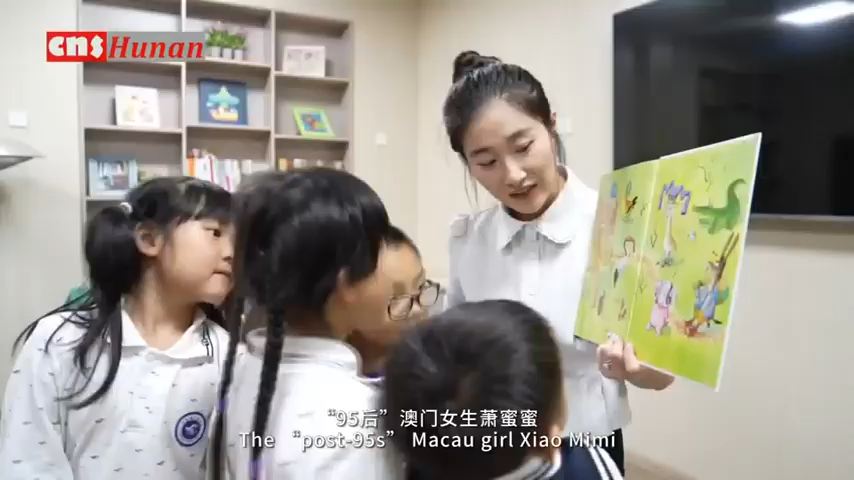 cns Hunan
“95后”澳门女生萧蜜蜜
The “post-95s” Macau girl Xiao Mimi